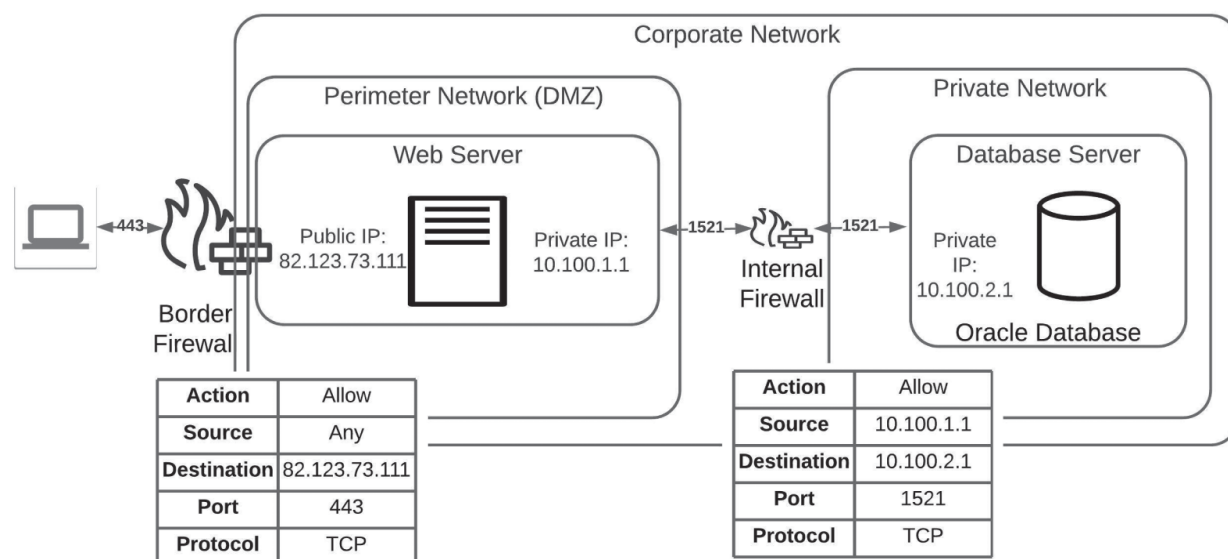 Corporate Network
Perimeter Network (DMZ)
Private Network
Web Server
Database Server
443
Public IP:
82.123.73.111
Private IP:
10.100.1.1
1521
1521
Private
IP:
10.100.2.1
Internal
Firewall
Border
Firewal
Oracle Database
Action Allow
Source Any
Destination 82.123.73.111
Port 443
Protocol TCP
Action Allow
Source 10.100.1.1
Destination 10.100.2.1
Port 1521
Protocol TCP